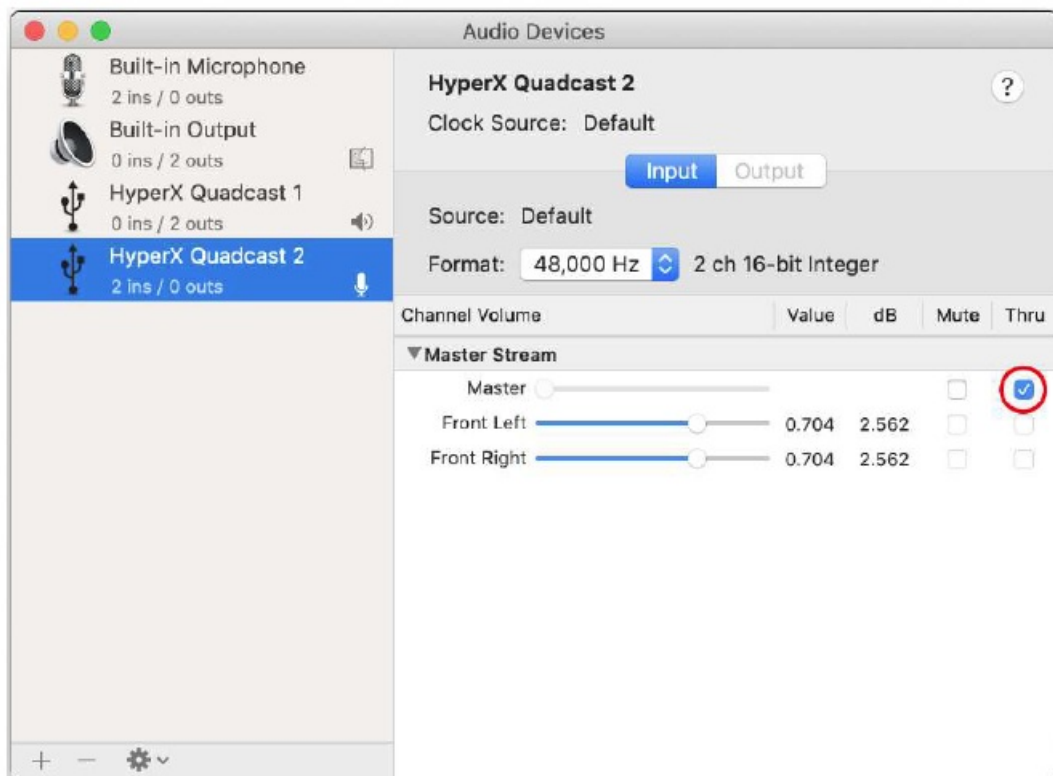 Audio Devices
Built-in Microphone
2 ins / 0 outs
Built-in Output
0 ins / 2 outs
HyperX Quadcast 1
0 ins / 2 outs
HyperX Quadcast 2
2 ins / 0 outs
HyperX Quadcast 2
?
Clock Source: Default
Input Output
Source: Default
Format: 48,000 Hz 2 ch 16-bit Integer
Channel Volume Value dB Mute Thru
Master Stream
Master
Front Left 0.704 2.562
Front Right 0.704 2.562